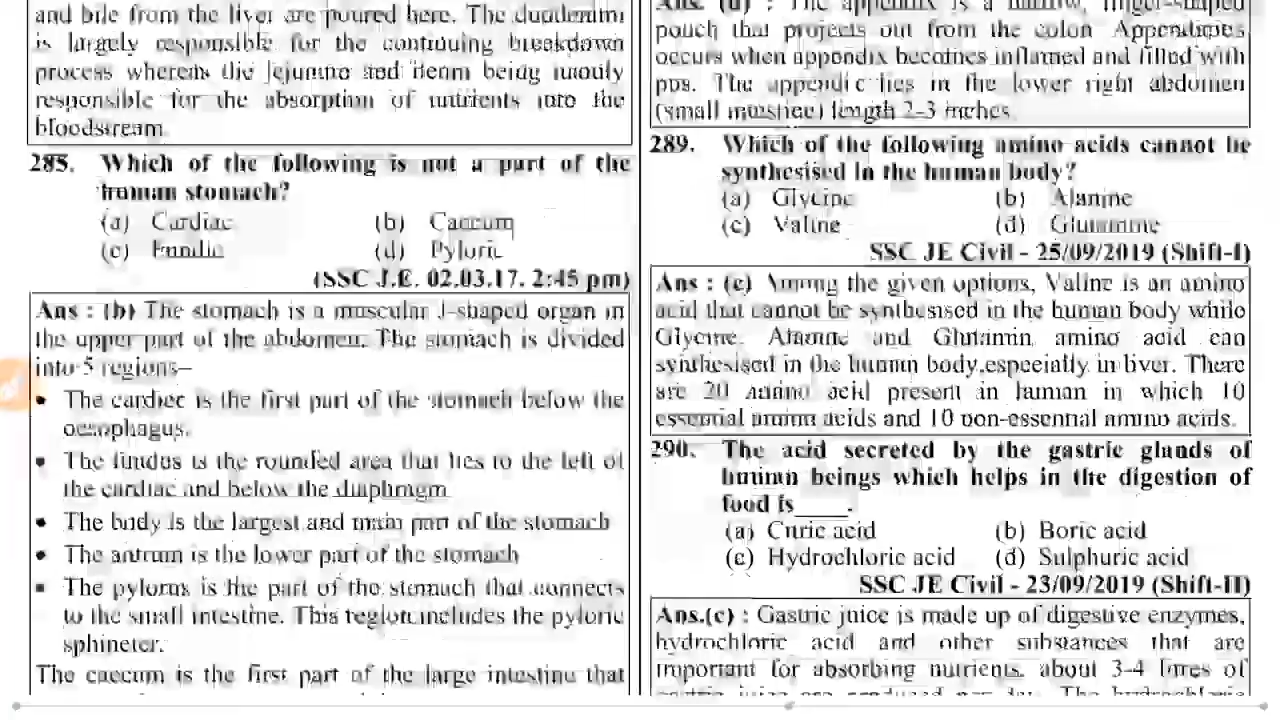 and bile from the liver are poured here. The duodenum
is largely responsible for the continuing breakdown
process wherein the Jejunum and ileum being mostly
responsible for the absorption of nutrients into the
bloodstream.
285. Which of the following is not a part of the
human stomach?
(a) Cardiac (b) Caecum
(c) Fundic (d) Pyloric
(SSC J.E. 02.03.17. 2:45 pm)
Ans : (b) The stomach is a muscular J-shaped organ in
the upper part of the abdomen. The stomach is divided
into 5 regions–
• The cardiec is the first part of the stomach below the
oesophagus.
• The fundus is the rounded area that lies to the left of
the cardiac and below the diaphragm
• The body is the largest and main part of the stomach
• The antrum is the lower part of the stomach
• The pylorus is the part of the stomach that connects
to the small intestine. This region includes the pyloric
sphincter.
The caecum is the first part of the large intestine that
Ans. (d) : The appendix is a narrow, finger-shaped
pouch that projects out from the colon Appendicitis
occurs when appendix becomes inflamed and filled with
pus. The appendic lies in the lower right abdomen
(small intestine) length 2-3 inches.
289. Which of the following amino acids cannot be
synthesised in the human body?
(a) Glycine (b) Alanine
(c) Valine (d) Glutamine
SSC JE Civil - 25/09/2019 (Shift-I)
Ans : (c) Among the given options, Valine is an amino
acid that cannot be synthesised in the human body while
Glycine, Alanine and Glutamin amino acid can
synthesised in the human body,especially in liver. There
are 20 amino acid present in human in which 10
essential amino acids and 10 non-essential amino acids.
290. The acid secreted by the gastric glands of
human beings which helps in the digestion of
food is____.
(a) Citric acid (b) Boric acid
(c) Hydrochloric acid (d) Sulphuric acid
SSC JE Civil - 23/09/2019 (Shift-II)
Ans.(c) : Gastric juice is made up of digestive enzymes,
hydrochloric acid and other substances that are
important for absorbing nutrients. about 3-4 litres of